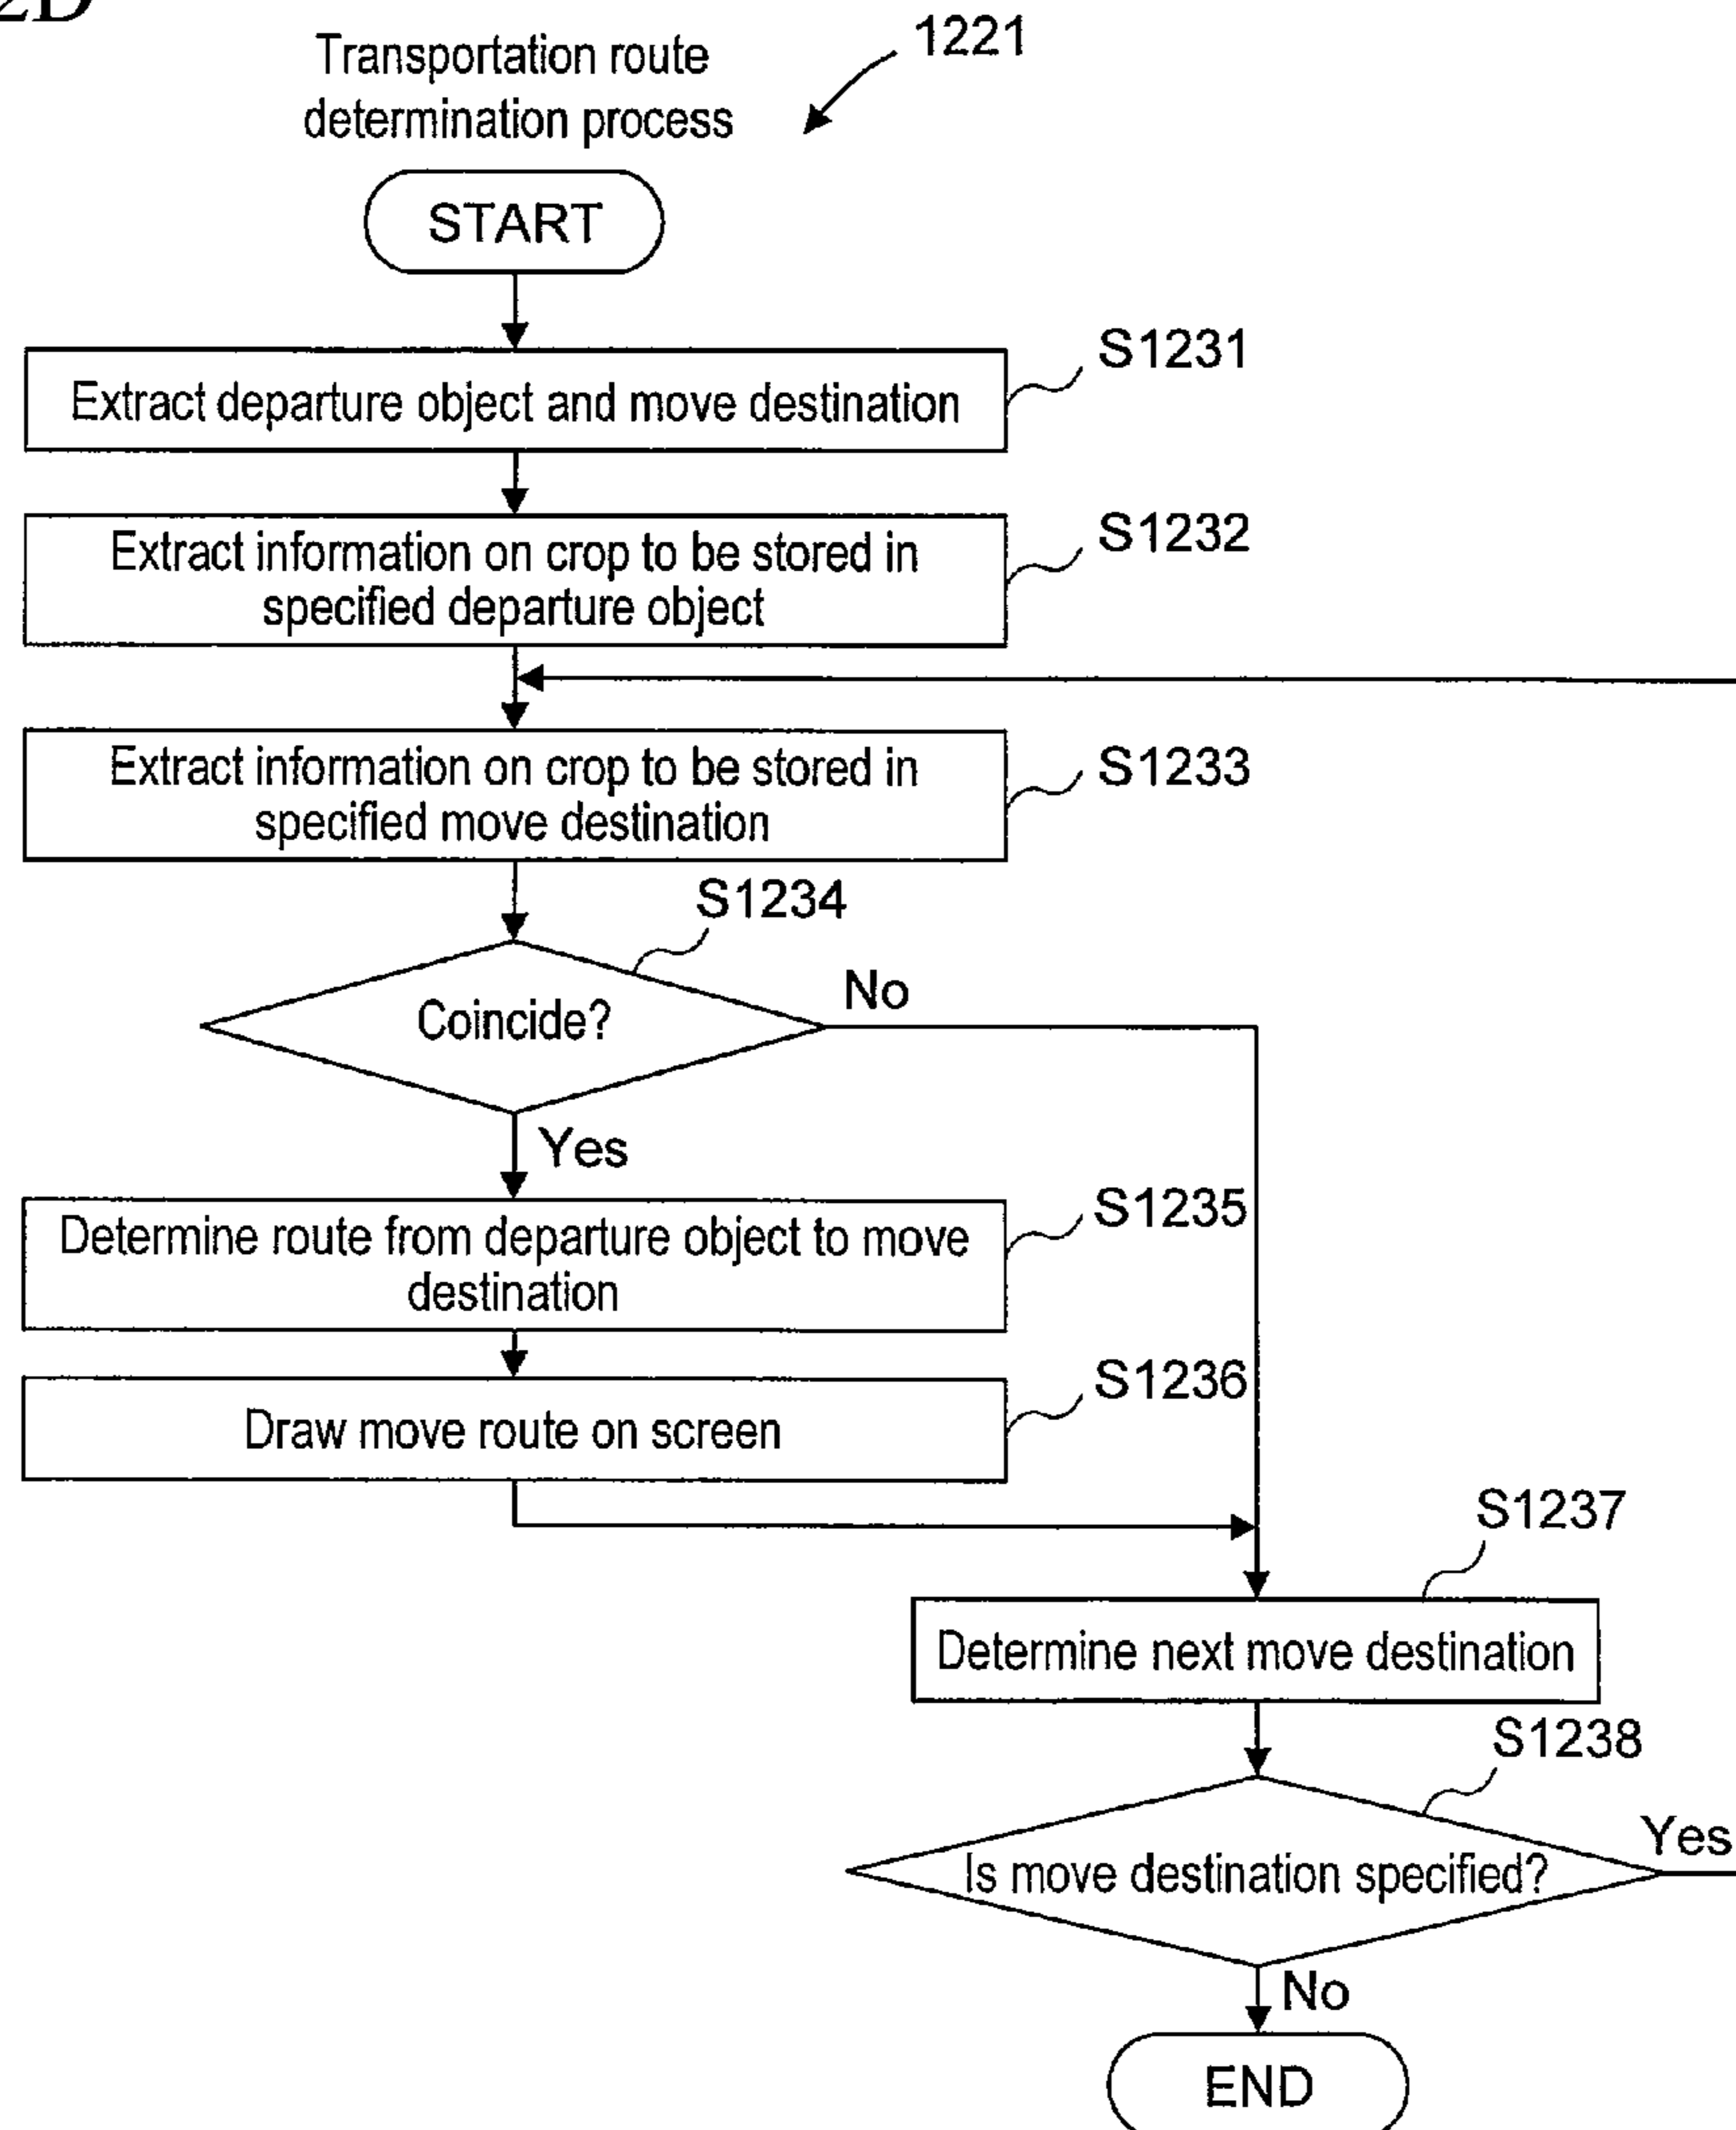 2D
Transportation route
determination process
1221
START
Extract departure object and move destination
S1231
Extract information on crop to be stored in
specified departure object
S1232
Extract information on crop to be stored in
specified move destination
S1233
S1234
Coincide?
No
Yes
Determine route from departure object to move
destination
S1235
Draw move route on screen
S1236
S1237
Determine next move destination
S1238
Is move destination specified?
Yes
No
END